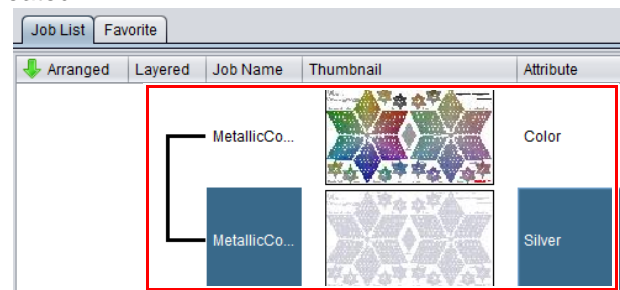 Job List Favorite
Arranged Layered Job Name Thumbnail Attribute
MetallicCo... Color
MetallicCo... Silver